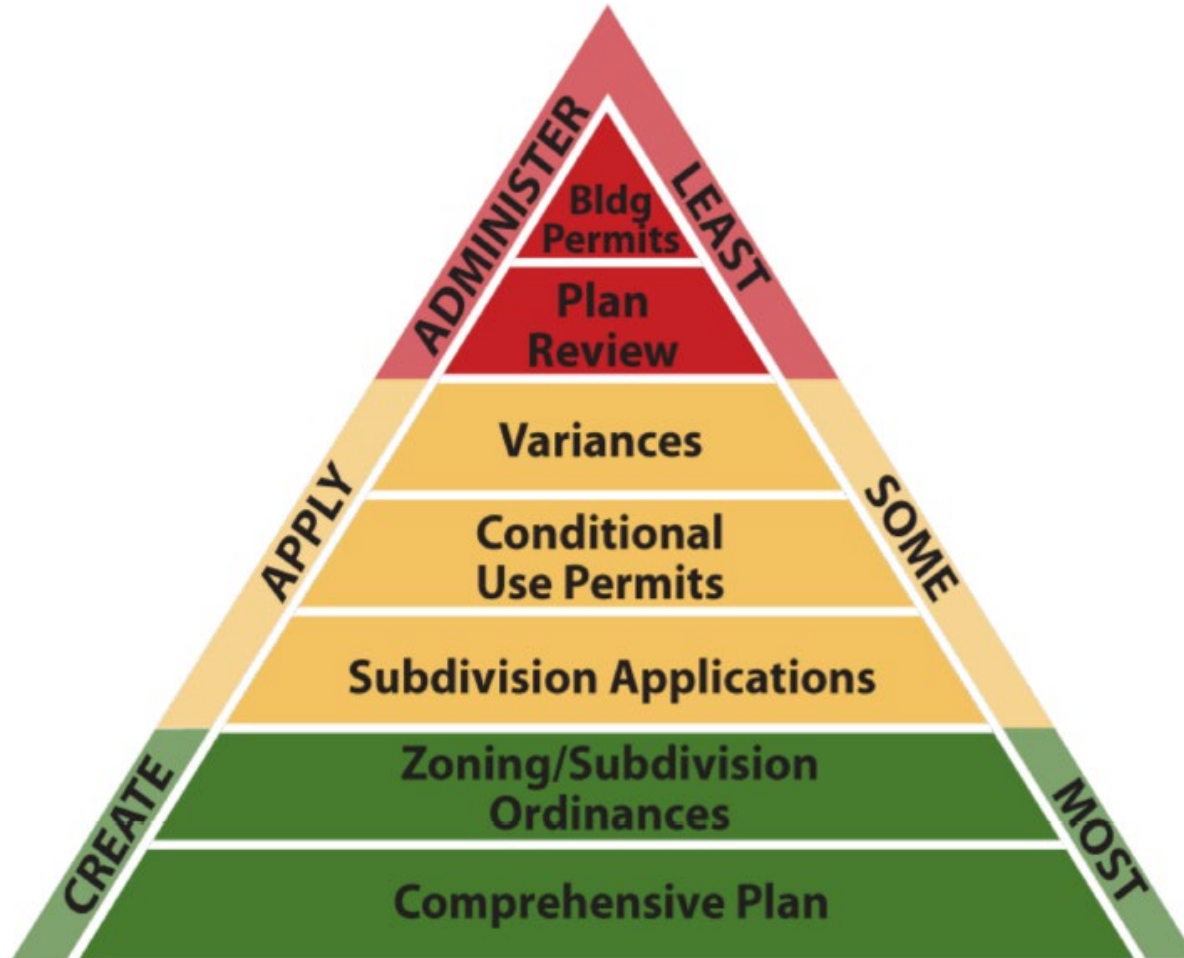 ADMINISTER
LEAST
Bldg
Permits
Plan
Review
APPLY
SOME
Variances
Conditional
Use Permits
Subdivision Applications
CREATE
MOST
Zoning/Subdivision
Ordinances
Comprehensive Plan